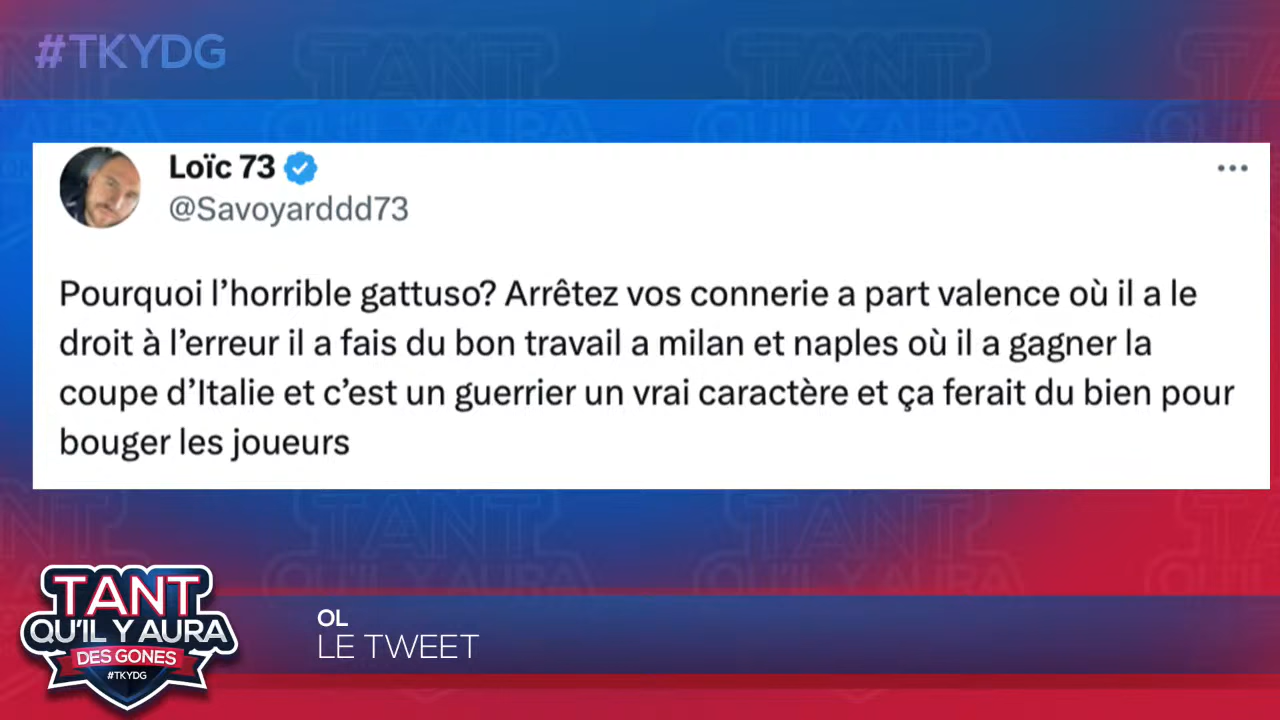 #TKYDG
Loïc 73
@Savoyarddd73
Pourquoi l’horrible gattuso? Arrêtez vos connerie a part valence où il a le
droit à l’erreur il a fais du bon travail a milan et naples où il a gagner la
coupe d’Italie et c’est un guerrier un vrai caractère et ça ferait du bien pour
bouger les joueurs
TANT
QU'IL Y AURA
DES GONES
#TKYDG
OL
LE TWEET